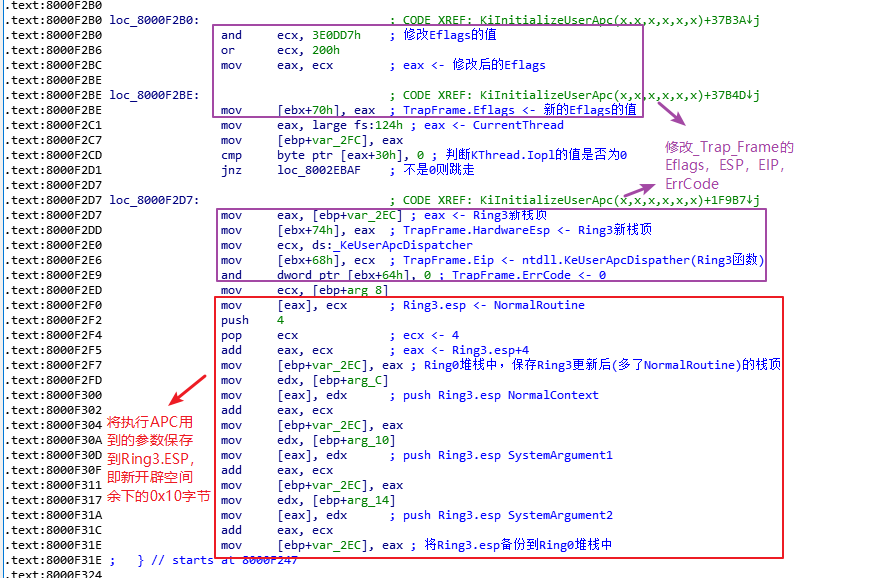 .text:8000F2B0
.text:8000F2B0 loc_8000F2B0: ; CODE XREF: KiInitializeUserApc(x,x,x,x,x,x)+37B3A↓j
.text:8000F2B0 and ecx, 3E0DD7h ; 修改Eflags的值
.text:8000F2B6 or ecx, 200h
.text:8000F2BC mov eax, ecx ; eax <- 修改后的Eflags
.text:8000F2BE
.text:8000F2BE loc_8000F2BE: ; CODE XREF: KiInitializeUserApc(x,x,x,x,x,x)+37B4D↓j
.text:8000F2BE mov [ebx+70h], eax ; TrapFrame.Eflags <- 新的Eflags的值
.text:8000F2C1 mov eax, large fs:124h ; eax <- CurrentThread
.text:8000F2C7 mov [ebp+var_2FC], eax
.text:8000F2CD cmp byte ptr [eax+30h], 0 ; 判断KThread.Iopl的值是否为0
.text:8000F2D1 jnz loc_8002EBAF ; 不是0则跳走
.text:8000F2D7
.text:8000F2D7 loc_8000F2D7: ; CODE XREF: KiInitializeUserApc(x,x,x,x,x,x)+1F9B7↓j
.text:8000F2D7 mov eax, [ebp+var_2EC] ; eax <- Ring3新栈顶
.text:8000F2DD mov [ebx+74h], eax ; TrapFrame.HardwareEsp <- Ring3新栈顶
.text:8000F2E0 mov ecx, ds:_KeUserApcDispatcher
.text:8000F2E6 mov [ebx+68h], ecx ; TrapFrame.Eip <- ntdll.KeUserApcDispather(Ring3函数)
.text:8000F2E9 and dword ptr [ebx+64h], 0 ; TrapFrame.ErrCode <- 0
.text:8000F2ED mov ecx, [ebp+arg_8]
.text:8000F2F0 mov [eax], ecx ; Ring3.esp <- NormalRoutine
.text:8000F2F2 push 4
.text:8000F2F4 pop ecx ; ecx <- 4
.text:8000F2F5 add eax, ecx ; eax <- Ring3.esp+4
.text:8000F2F7 mov [ebp+var_2EC], eax ; Ring0堆栈中，保存Ring3更新后(多了NormalRoutine)的栈顶
.text:8000F2FD mov edx, [ebp+arg_C]
.text:8000F300 mov [eax], edx ; push Ring3.esp NormalContext
.text:8000F302 add eax, ecx
.text:8000F304 mov [ebp+var_2EC], eax
.text:8000F30A mov edx, [ebp+arg_10]
.text:8000F30D mov [eax], edx ; push Ring3.esp SystemArgument1
.text:8000F30F add eax, ecx
.text:8000F311 mov [ebp+var_2EC], eax
.text:8000F317 mov edx, [ebp+arg_14]
.text:8000F31A mov [eax], edx ; push Ring3.esp SystemArgument2
.text:8000F31C add eax, ecx
.text:8000F31E mov [ebp+var_2EC], eax ; 将Ring3.esp备份到Ring0堆栈中
.text:8000F31E ; } // starts at 8000F247
.text:8000F324
修改_Trap_Frame的
Eflags，ESP，EIP，
ErrCode
将执行APC用
到的参数保存
到Ring3.ESP，
即新开辟空间
余下的0x10字节